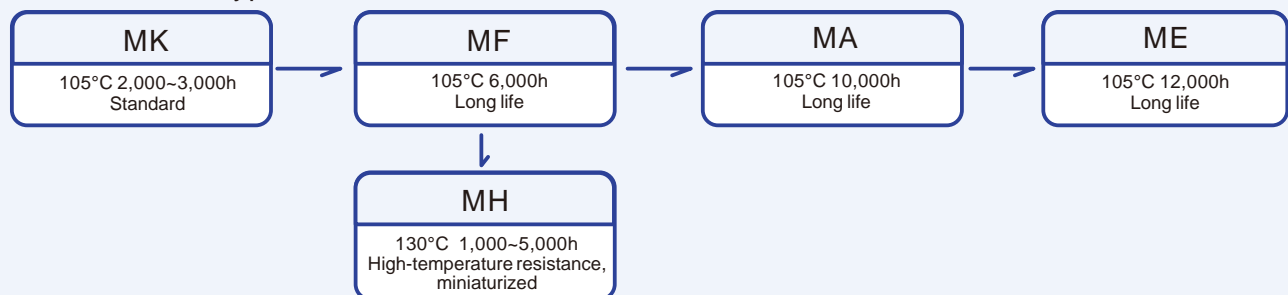 MK
105°C 2,000~3,000h
Standard
MF
105°C 6,000h
Long life
MA
105°C 10,000h
Long life
ME
105°C 12,000h
Long life
MH
130°C 1,000~5,000h
High-temperature resistance,
miniaturized